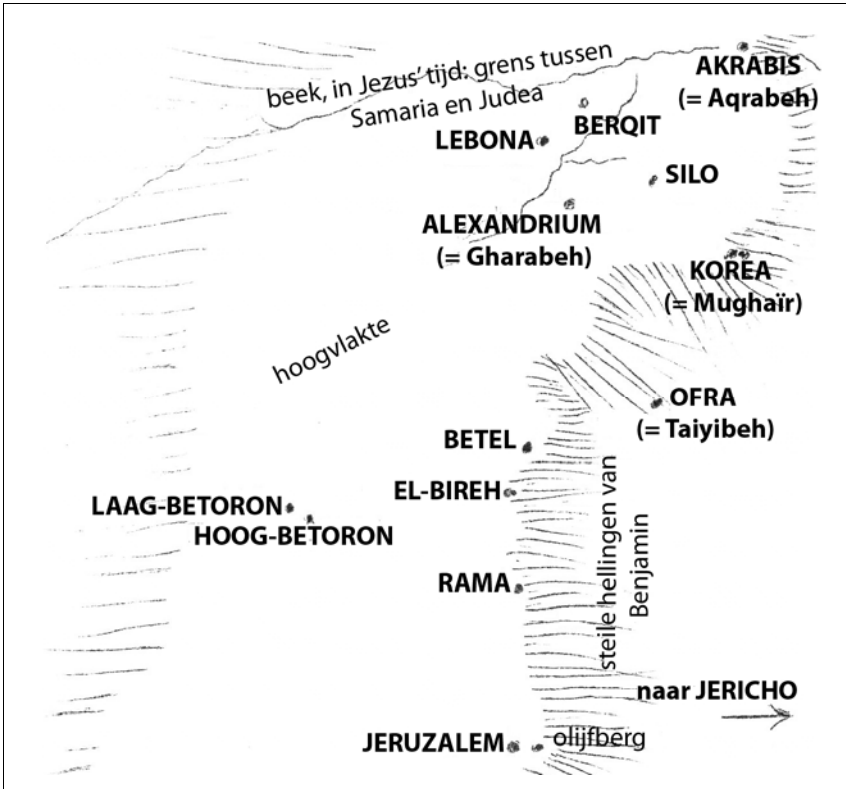 beek, in Jezus’ tijd: grens tussen
Samaria en Judea
AKRABIS
(= Aqrabeh)
BERQIT
LEBONA
SILO
ALEXANDRIUM
(= Gharabeh)
KOREA
(= Mughaïr)
hoogvlakte
OFRA
(= Taiyibeh)
BETEL
EL-BIREH
LAAG-BETORON
HOOG-BETORON
steile hellingen van
Benjamin
RAMA
naar JERICHO
JERUZALEM
olijfberg